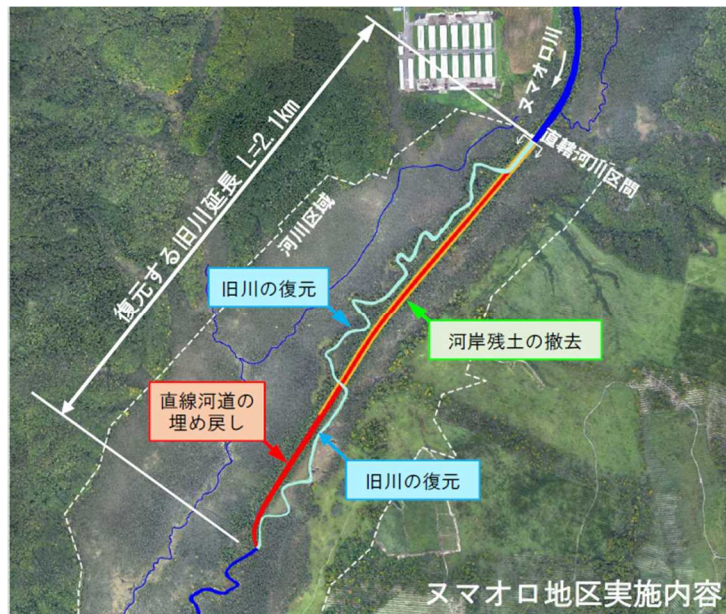 ヌマオロ川
直轄河川区間
復元する旧川延長 L=2.1km
河川区域
旧川の復元
河岸残土の撤去
直線河道の
埋め戻し
旧川の復元
ヌマオロ地区実施内容